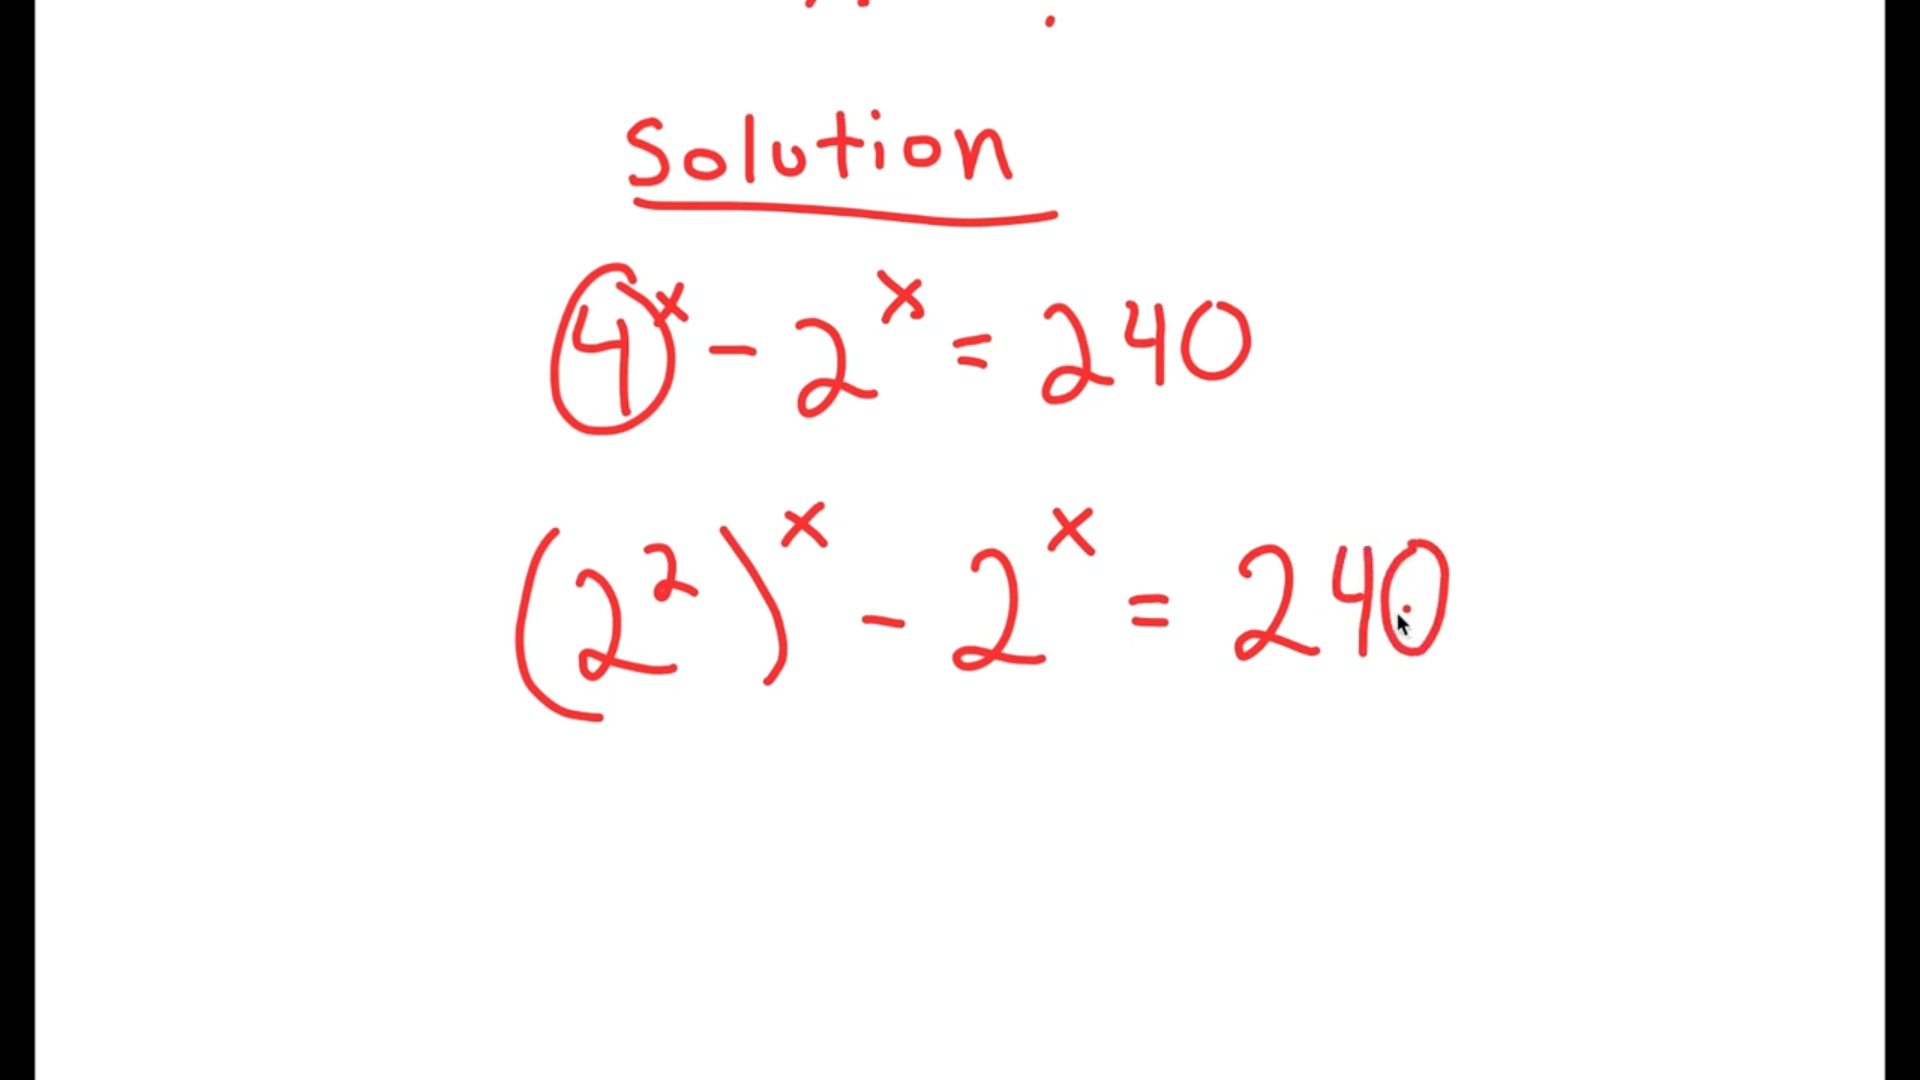 Solution
4^x - 2^x = 240
(2^2)^x - 2^x = 240